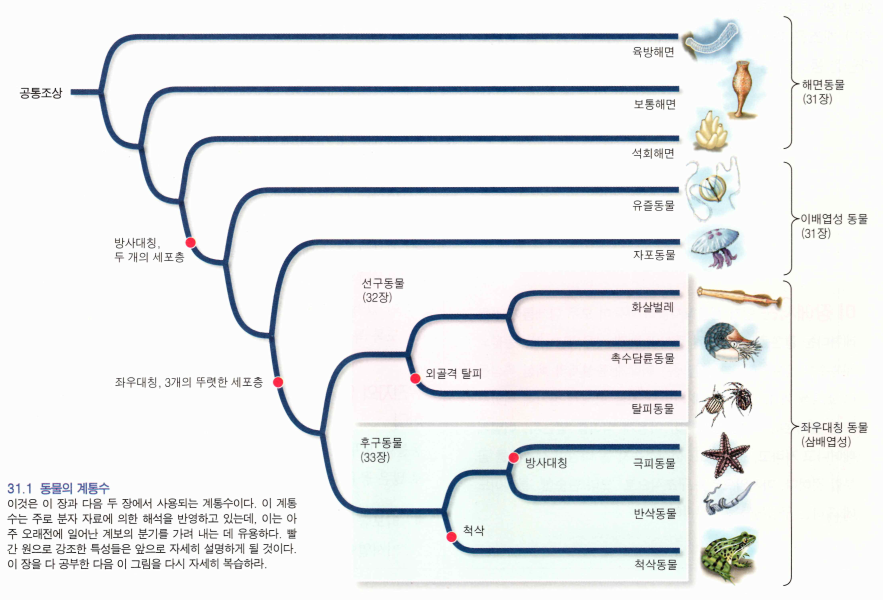 육방해면
공통조상
해면동물
(31장)
보통해면
석회해면
유즐동물
이배엽성 동물
(31장)
방사대칭,
두 개의 세포층
자포동물
선구동물
(32장)
화살벌레
촉수담륜동물
외골격 탈피
좌우대칭, 3개의 뚜렷한 세포층
탈피동물
좌우대칭 동물
(삼배엽성)
후구동물
(33장)
방사대칭
극피동물
반삭동물
척삭
척삭동물
31.1 동물의 계통수
이것은 이 장과 다음 두 장에서 사용되는 계통수이다. 이 계통
수는 주로 분자 자료에 의한 해석을 반영하고 있는데, 이는 아
주 오래전에 일어난 계보의 분기를 가려 내는 데 유용하다. 빨
간 원으로 강조한 특성들은 앞으로 자세히 설명하게 될 것이다.
이 장을 다 공부한 다음 이 그림을 다시 자세히 복습하라.